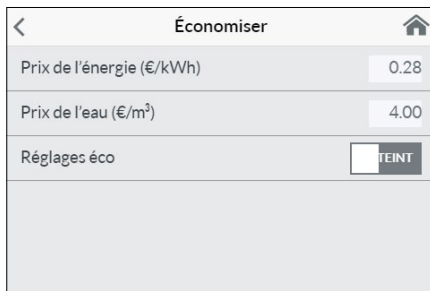 Économiser
Prix de l'énergie (€/kWh) 0.28
Prix de l'eau (€/m³) 4.00
Réglages éco TEINT